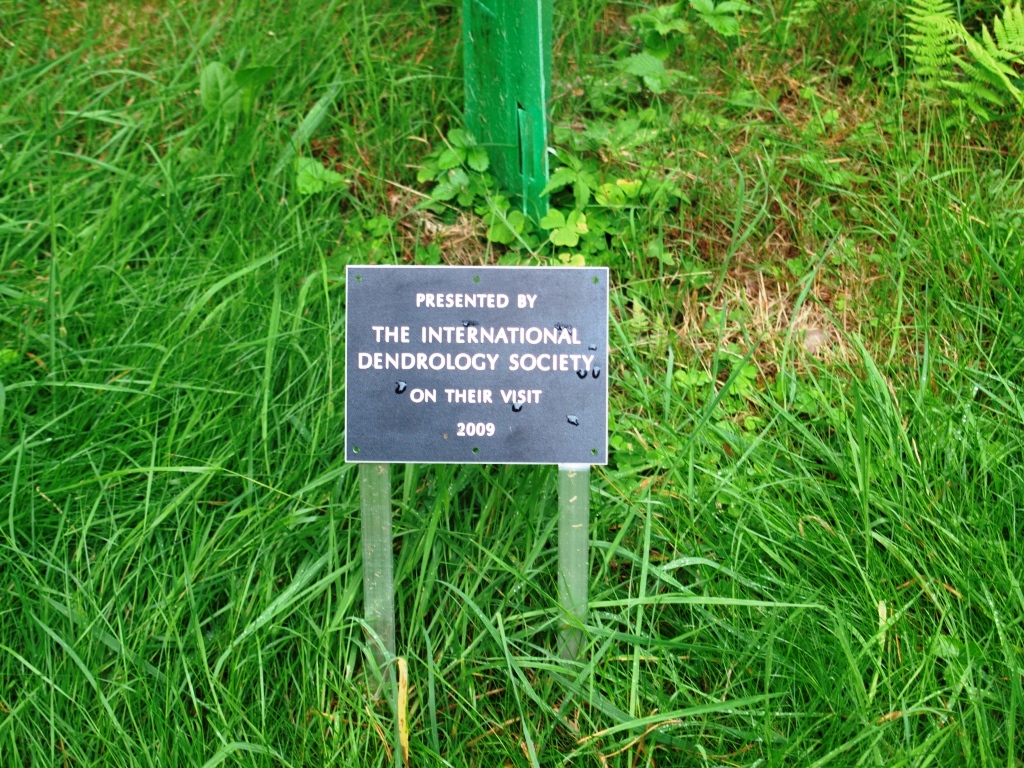 PRESENTED BY
THE INTERNATIONAL
DENDROLOGY SOCIETY
ON THEIR VISIT
2009